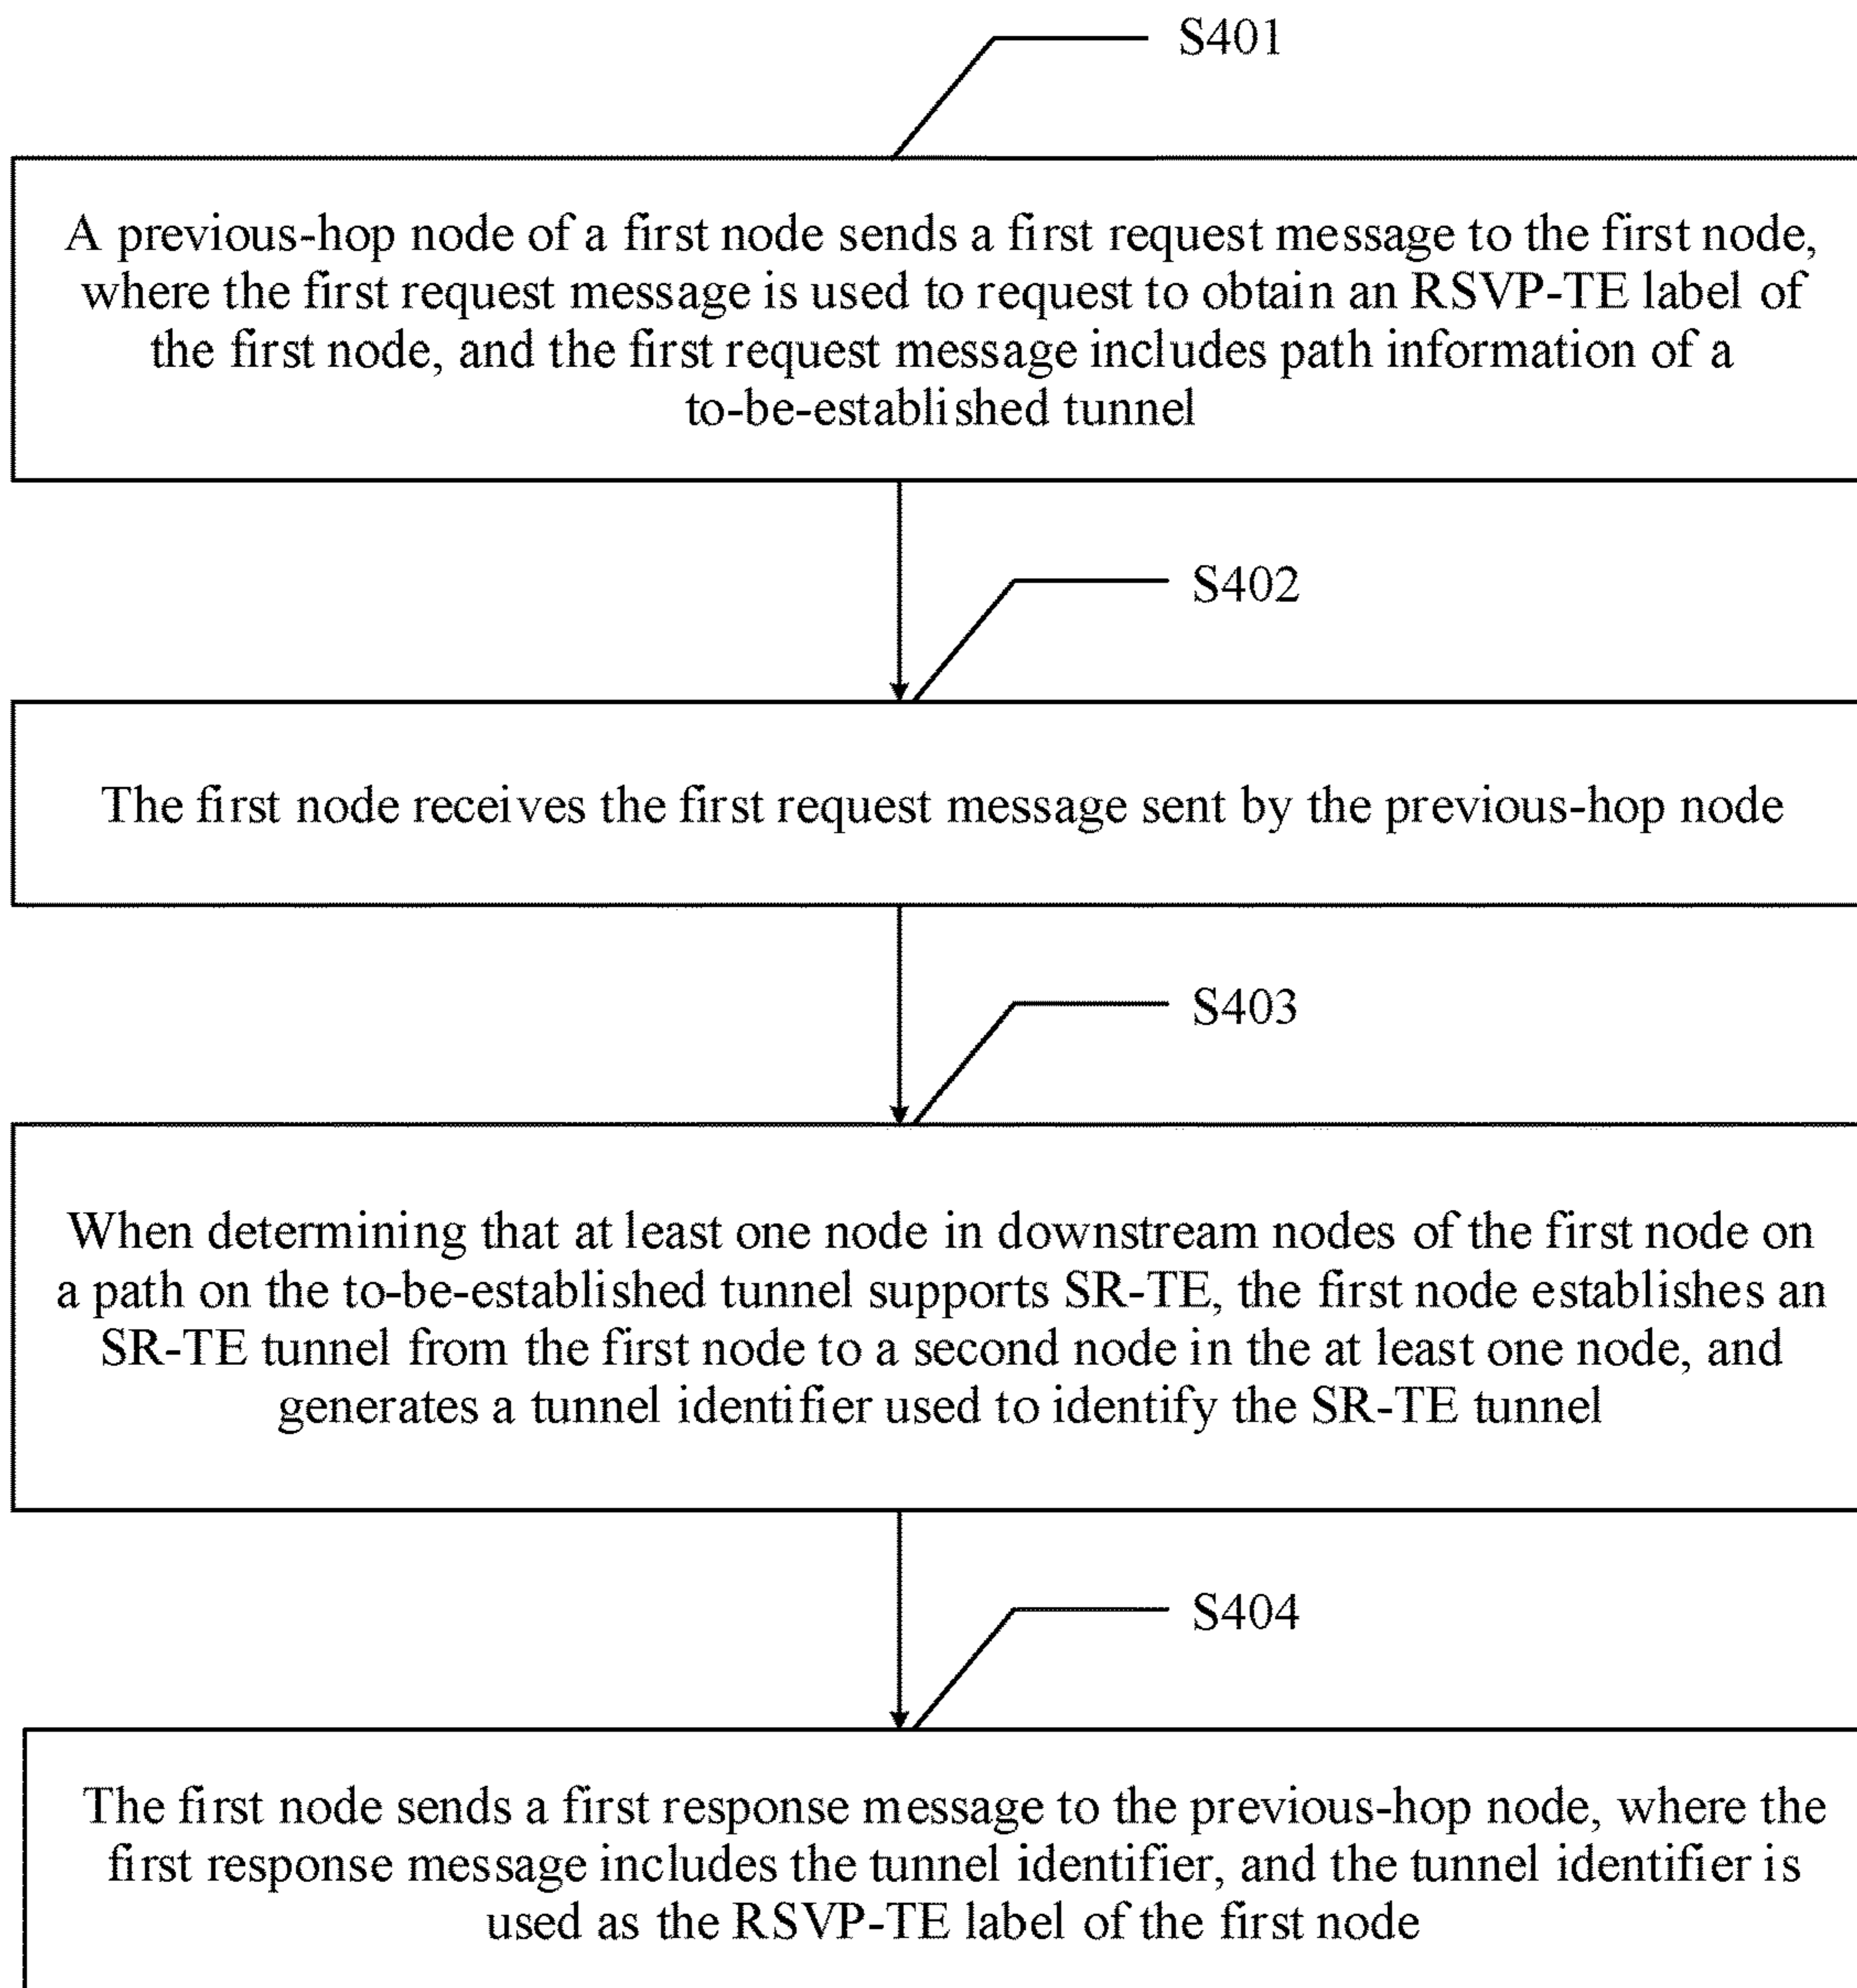 S401
A previous-hop node of a first node sends a first request message to the first node,
where the first request message is used to request to obtain an RSVP-TE label of
the first node, and the first request message includes path information of a
to-be-established tunnel
S402
The first node receives the first request message sent by the previous-hop node
S403
When determining that at least one node in downstream nodes of the first node on
a path on the to-be-established tunnel supports SR-TE, the first node establishes an
SR-TE tunnel from the first node to a second node in the at least one node, and
generates a tunnel identifier used to identify the SR-TE tunnel
S404
The first node sends a first response message to the previous-hop node, where the
first response message includes the tunnel identifier, and the tunnel identifier is
used as the RSVP-TE label of the first node